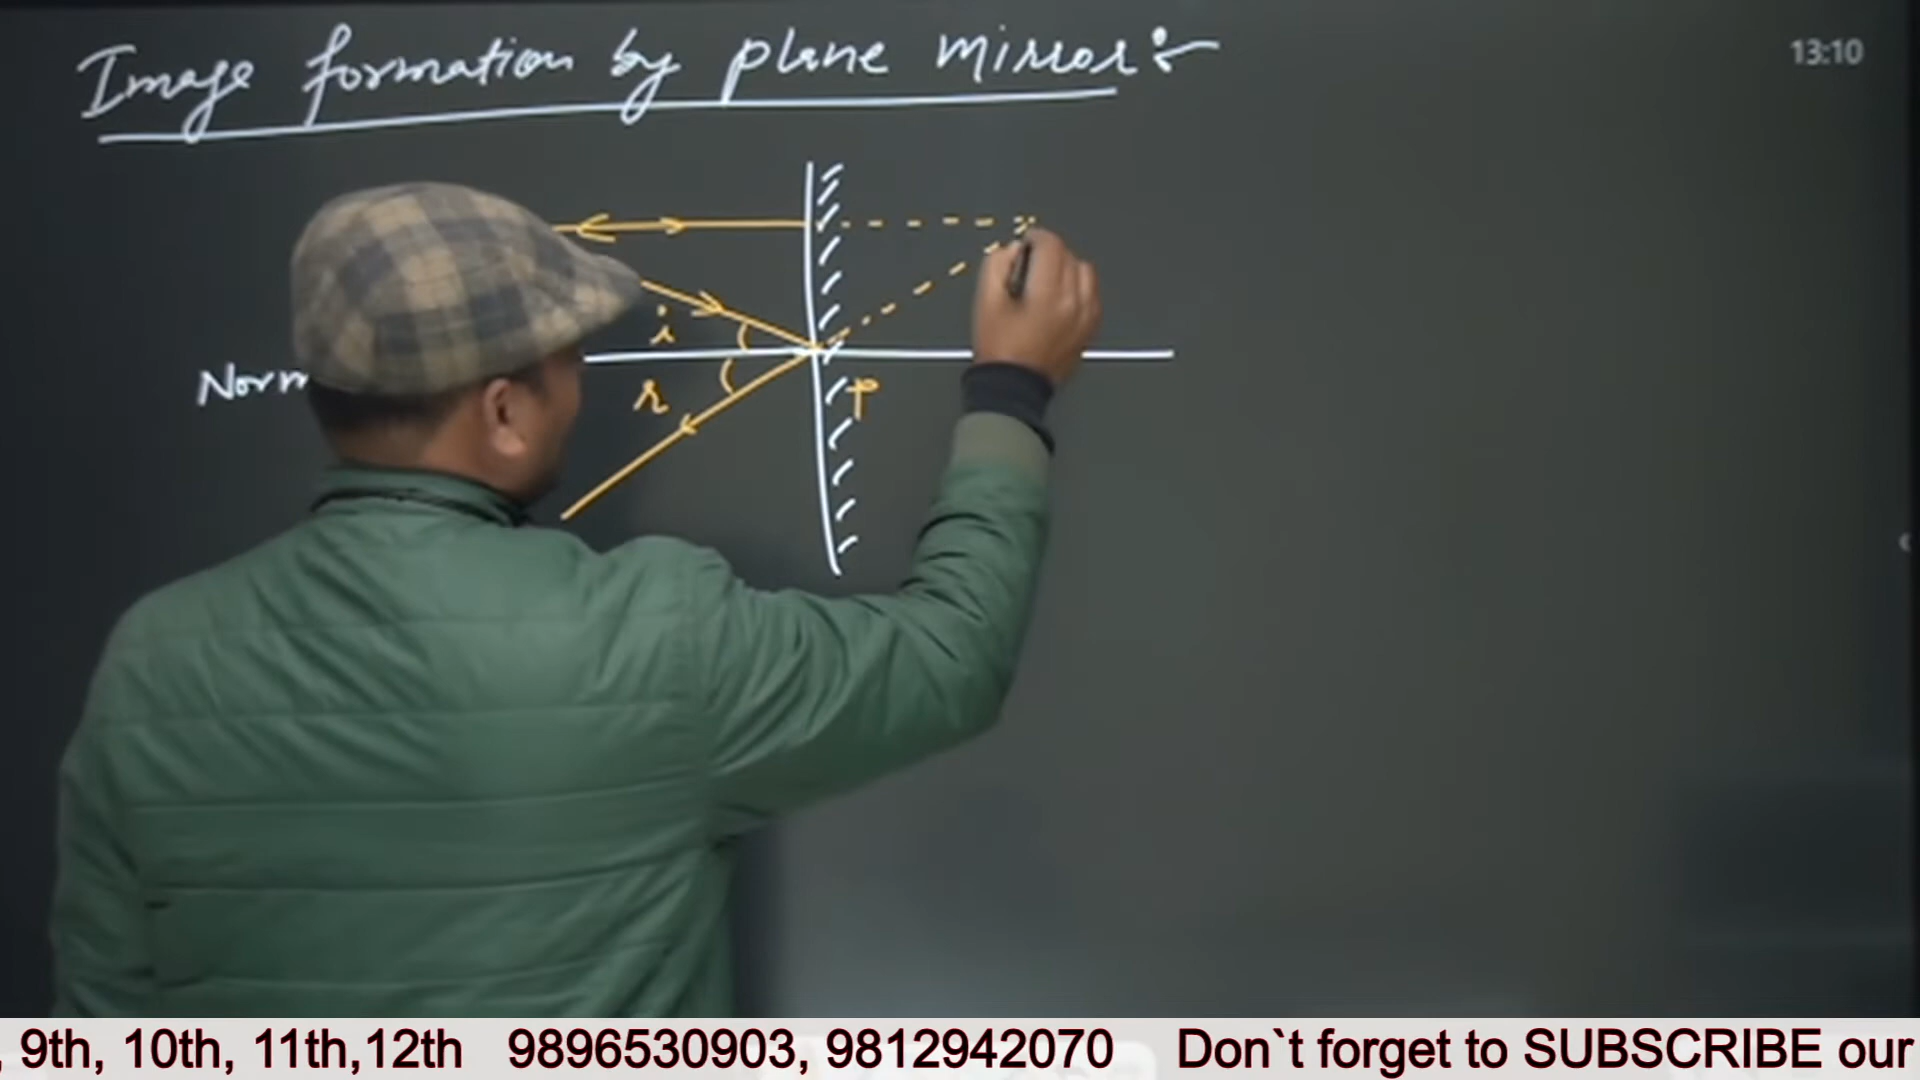 Image formation by plane mirror:-
13:10
i
Norm
r
p
, 9th, 10th, 11th,12th 9896530903, 9812942070 Don`t forget to SUBSCRIBE our